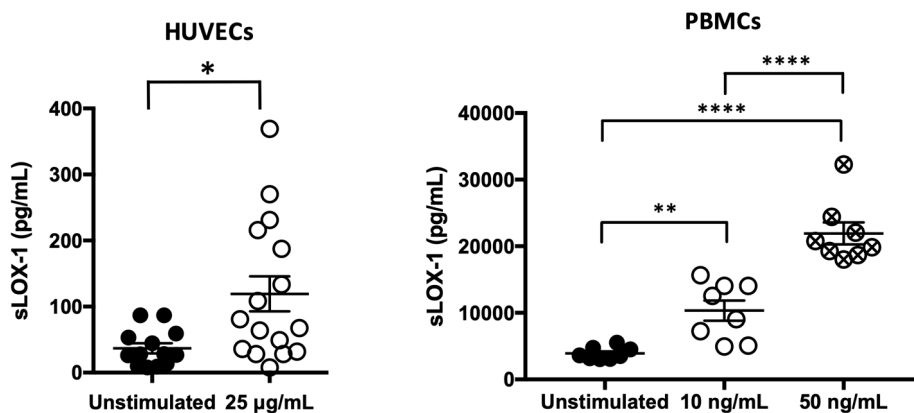 HUVECs
*
400
300
200
100
0
sLOX-1 (pg/mL)
Unstimulated 25 µg/mL
PBMCs
****
****
**
40000
30000
20000
10000
0
sLOX-1 (pg/mL)
Unstimulated 10 ng/mL 50 ng/mL